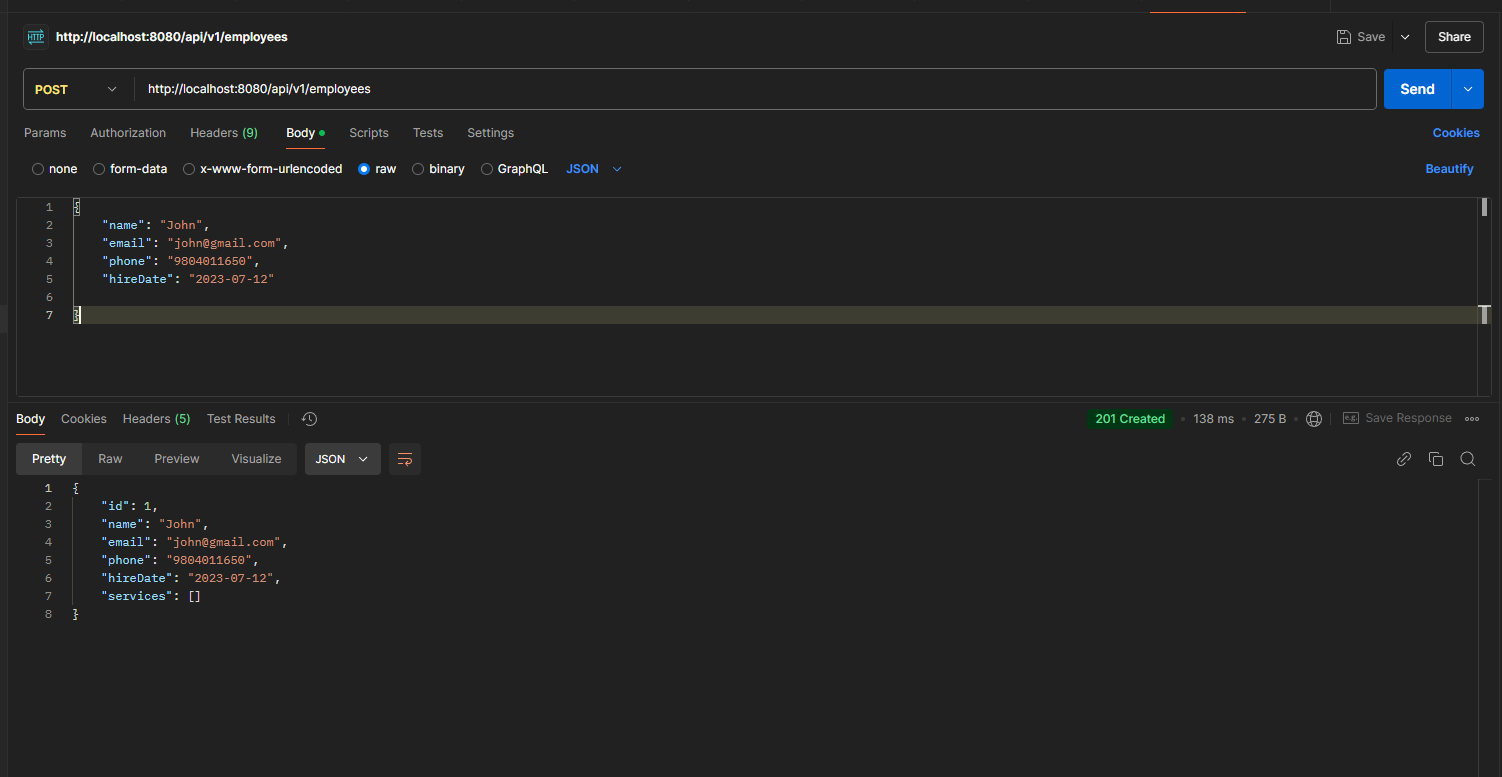 HTTP http://localhost:8080/api/v1/employees Save Share
POST http://localhost:8080/api/v1/employees Send
Params Authorization Headers (9) Body Scripts Tests Settings Cookies
none form-data x-www-form-urlencoded raw binary GraphQL JSON Beautify
1 {
2 "name": "John",
3 "email": "john@gmail.com",
4 "phone": "9804011650",
5 "hireDate": "2023-07-12"
6
7 }
Body Cookies Headers (5) Test Results 201 Created 138 ms 275 B e.g. Save Response
Pretty Raw Preview Visualize JSON
1 {
2 "id": 1,
3 "name": "John",
4 "email": "john@gmail.com",
5 "phone": "9804011650",
6 "hireDate": "2023-07-12",
7 "services": []
8 }